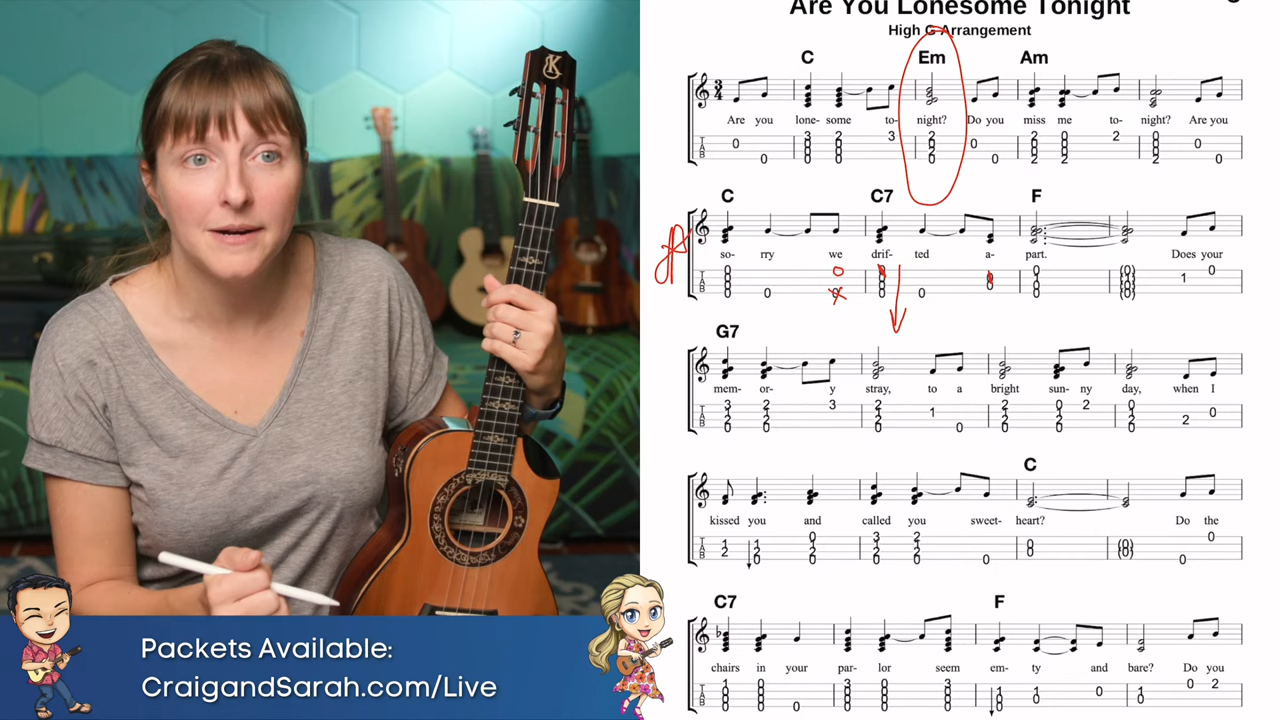 Are You Lonesome Tonight
High G Arrangement
C Em Am
Are you lone- some to- night? Do you miss me to- night? Are you
C C7 F
so- rry we drif- ted a- part. Does your
G7
mem- or- y stray, to a bright sun- ny day, when I
C
kissed you and called you sweet- heart? Do the
C7 F
chairs in your par- lor seem em- ty and bare? Do you
Packets Available:
CraigandSarah.com/Live